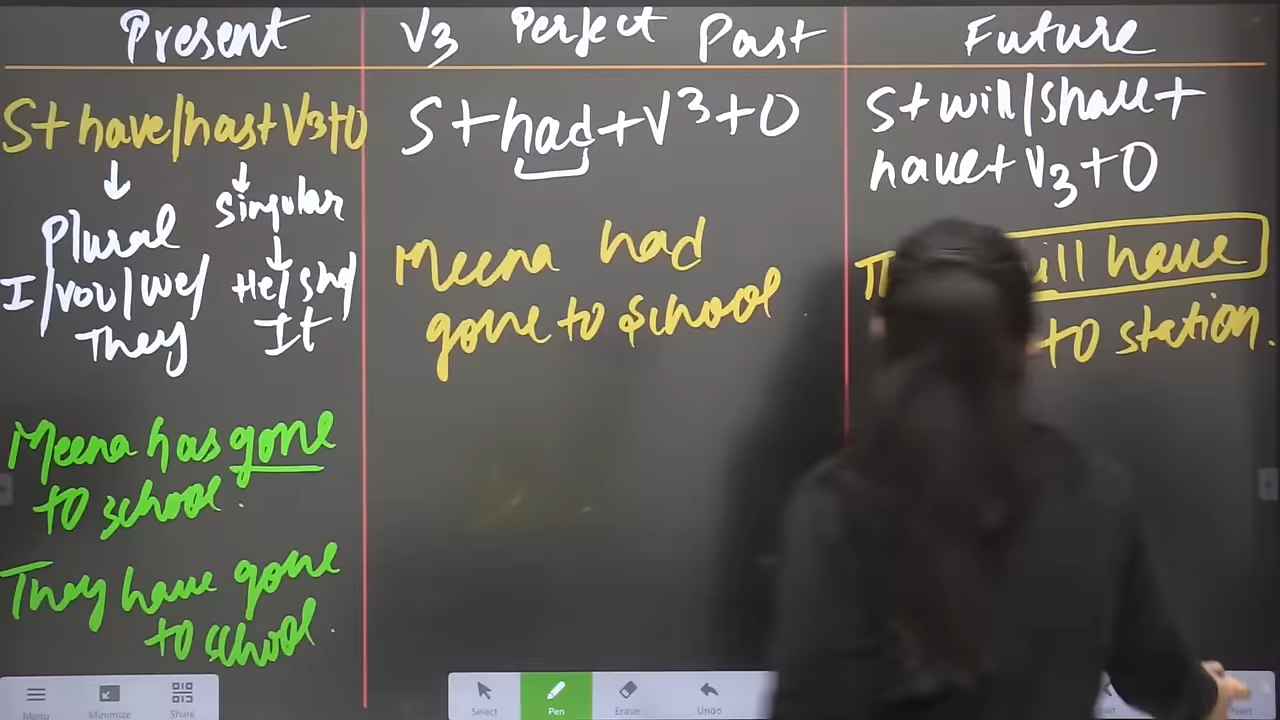 Present V3 Perfect Past Future
S+have/has+V3+O
Plural Singular
I/you/we/ He/she/
They It
Meena has gone
to school.
They have gone
to school.
S+had+V3+O
Meena had
gone to school
S+will/shall+
have+V3+O
will have
to station.
Menu Minimize Share Select Pen Eraser Undo Next